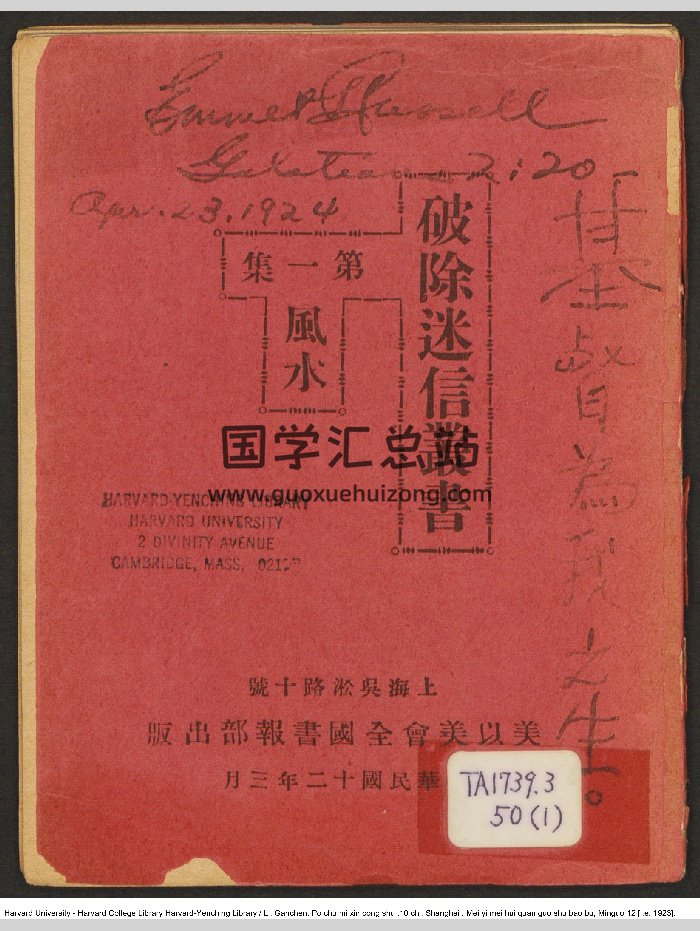 Emmet Russell
Galatians 2:20
Apr. 23. 1924
基督為我之生。
破除迷信叢書
第一集
風水
国学汇总站
www.guoxuehuizong.com
HARVARD-YENCHING LIBRARY
HARVARD UNIVERSITY
2 DIVINITY AVENUE
CAMBRIDGE, MASS. 0213
上海吳淞路十號
美以美會全國書報部出版
華民國十二年三月
TA1739.3
50(1)
Harvard University - Harvard College Library Harvard-Yenching Library / Li, Ganchen. Po chu mi xin cong shu :10 ch. Shanghai : Mei yi mei hui quan guo shu bao bu, Minguo 12 [i.e. 1923].